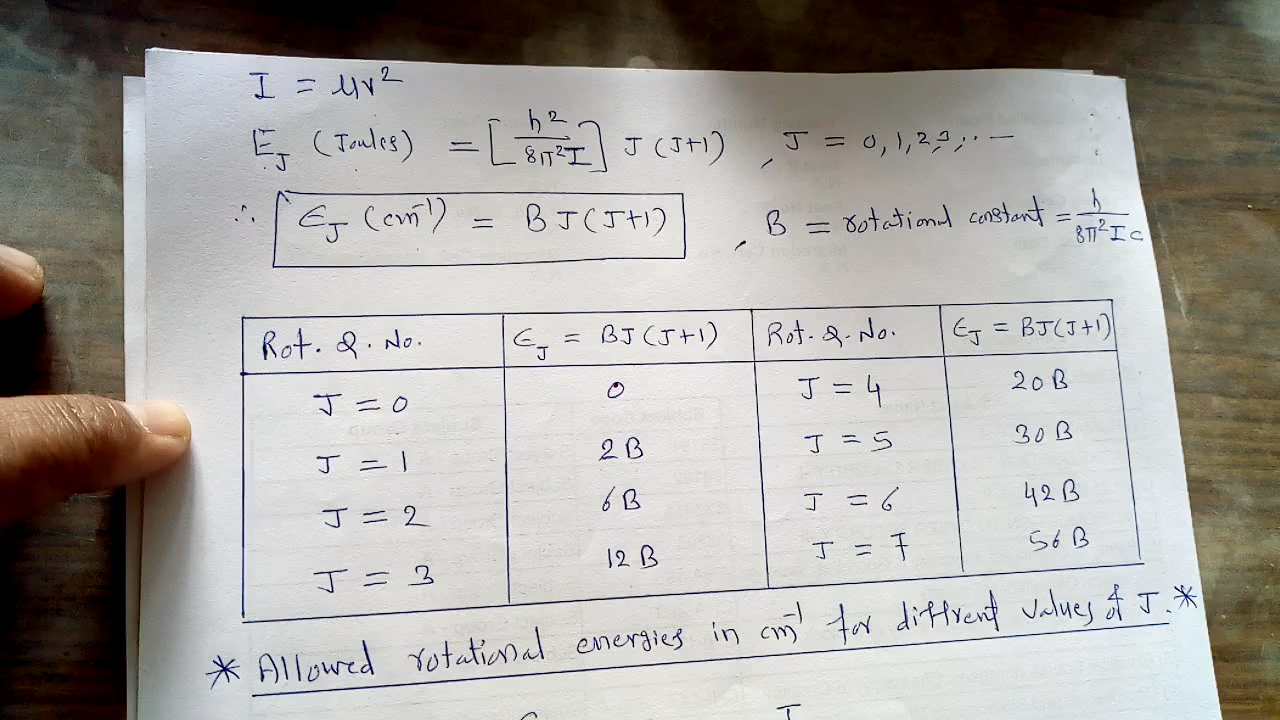 I = μr²
E_J (Joules) = [h²/8π²I] J (J+1) , J = 0, 1, 2, 3, ...
∴ ε_J (cm⁻¹) = B J (J+1) , B = rotational constant = h/8π²Ic
Rot. Q. No. | ε_J = BJ (J+1) | Rot. Q. No. | ε_J = BJ (J+1)
J = 0 | 0 | J = 4 | 20 B
J = 1 | 2 B | J = 5 | 30 B
J = 2 | 6 B | J = 6 | 42 B
J = 3 | 12 B | J = 7 | 56 B
* Allowed rotational energies in cm⁻¹ for diffrent values of J. *